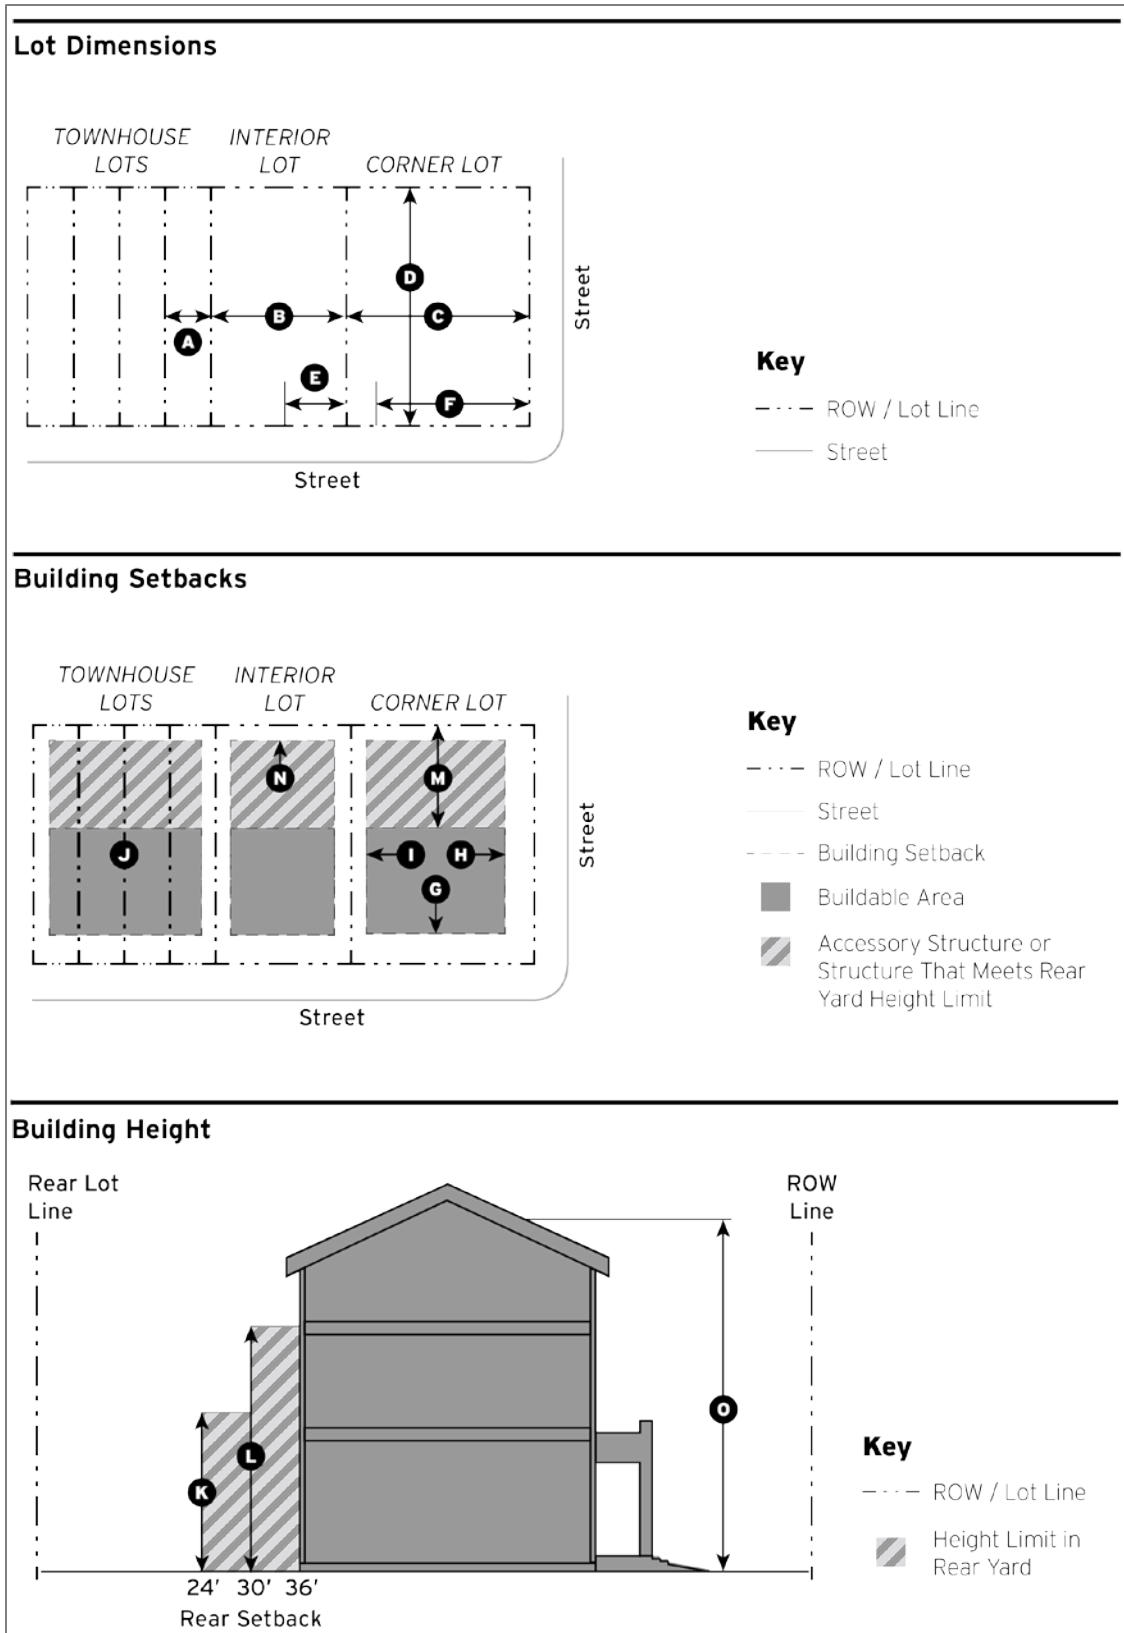 Lot Dimensions
TOWNHOUSE
LOTS
INTERIOR
LOT
CORNER LOT
D
B
C
A
E
F
Street
Street
Key
ROW / Lot Line
Street
Building Setbacks
TOWNHOUSE
LOTS
INTERIOR
LOT
CORNER LOT
N
M
J
I
H
G
Street
Street
Key
ROW / Lot Line
Street
Building Setback
Buildable Area
Accessory Structure or
Structure That Meets Rear
Yard Height Limit
Building Height
Rear Lot
Line
ROW
Line
O
L
K
24' 30' 36'
Rear Setback
Key
ROW / Lot Line
Height Limit in
Rear Yard